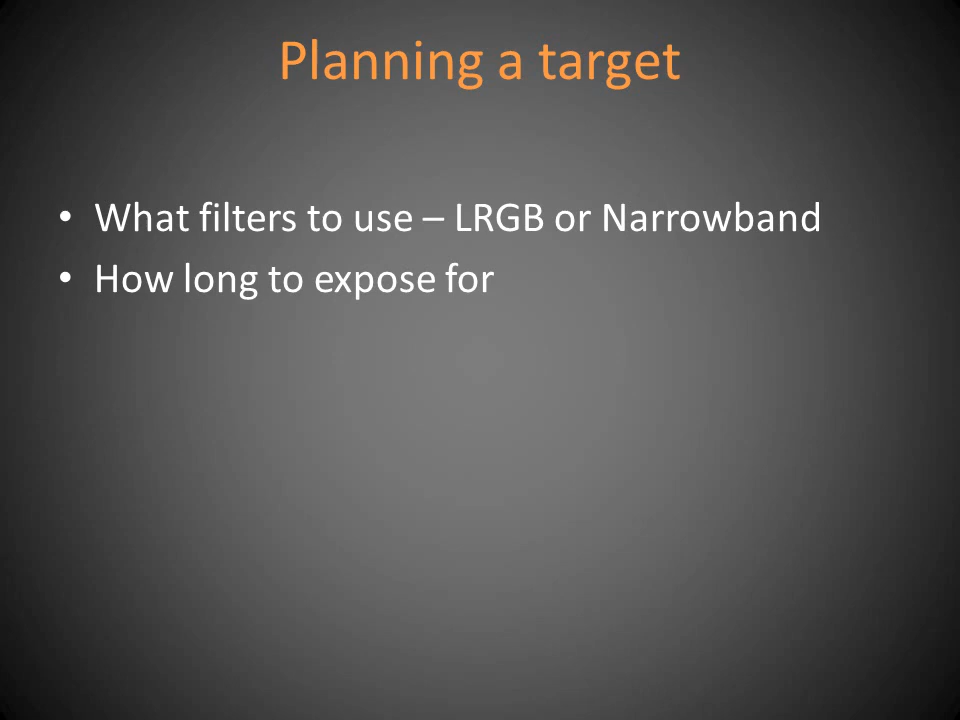 Planning a target
• What filters to use – LRGB or Narrowband
• How long to expose for